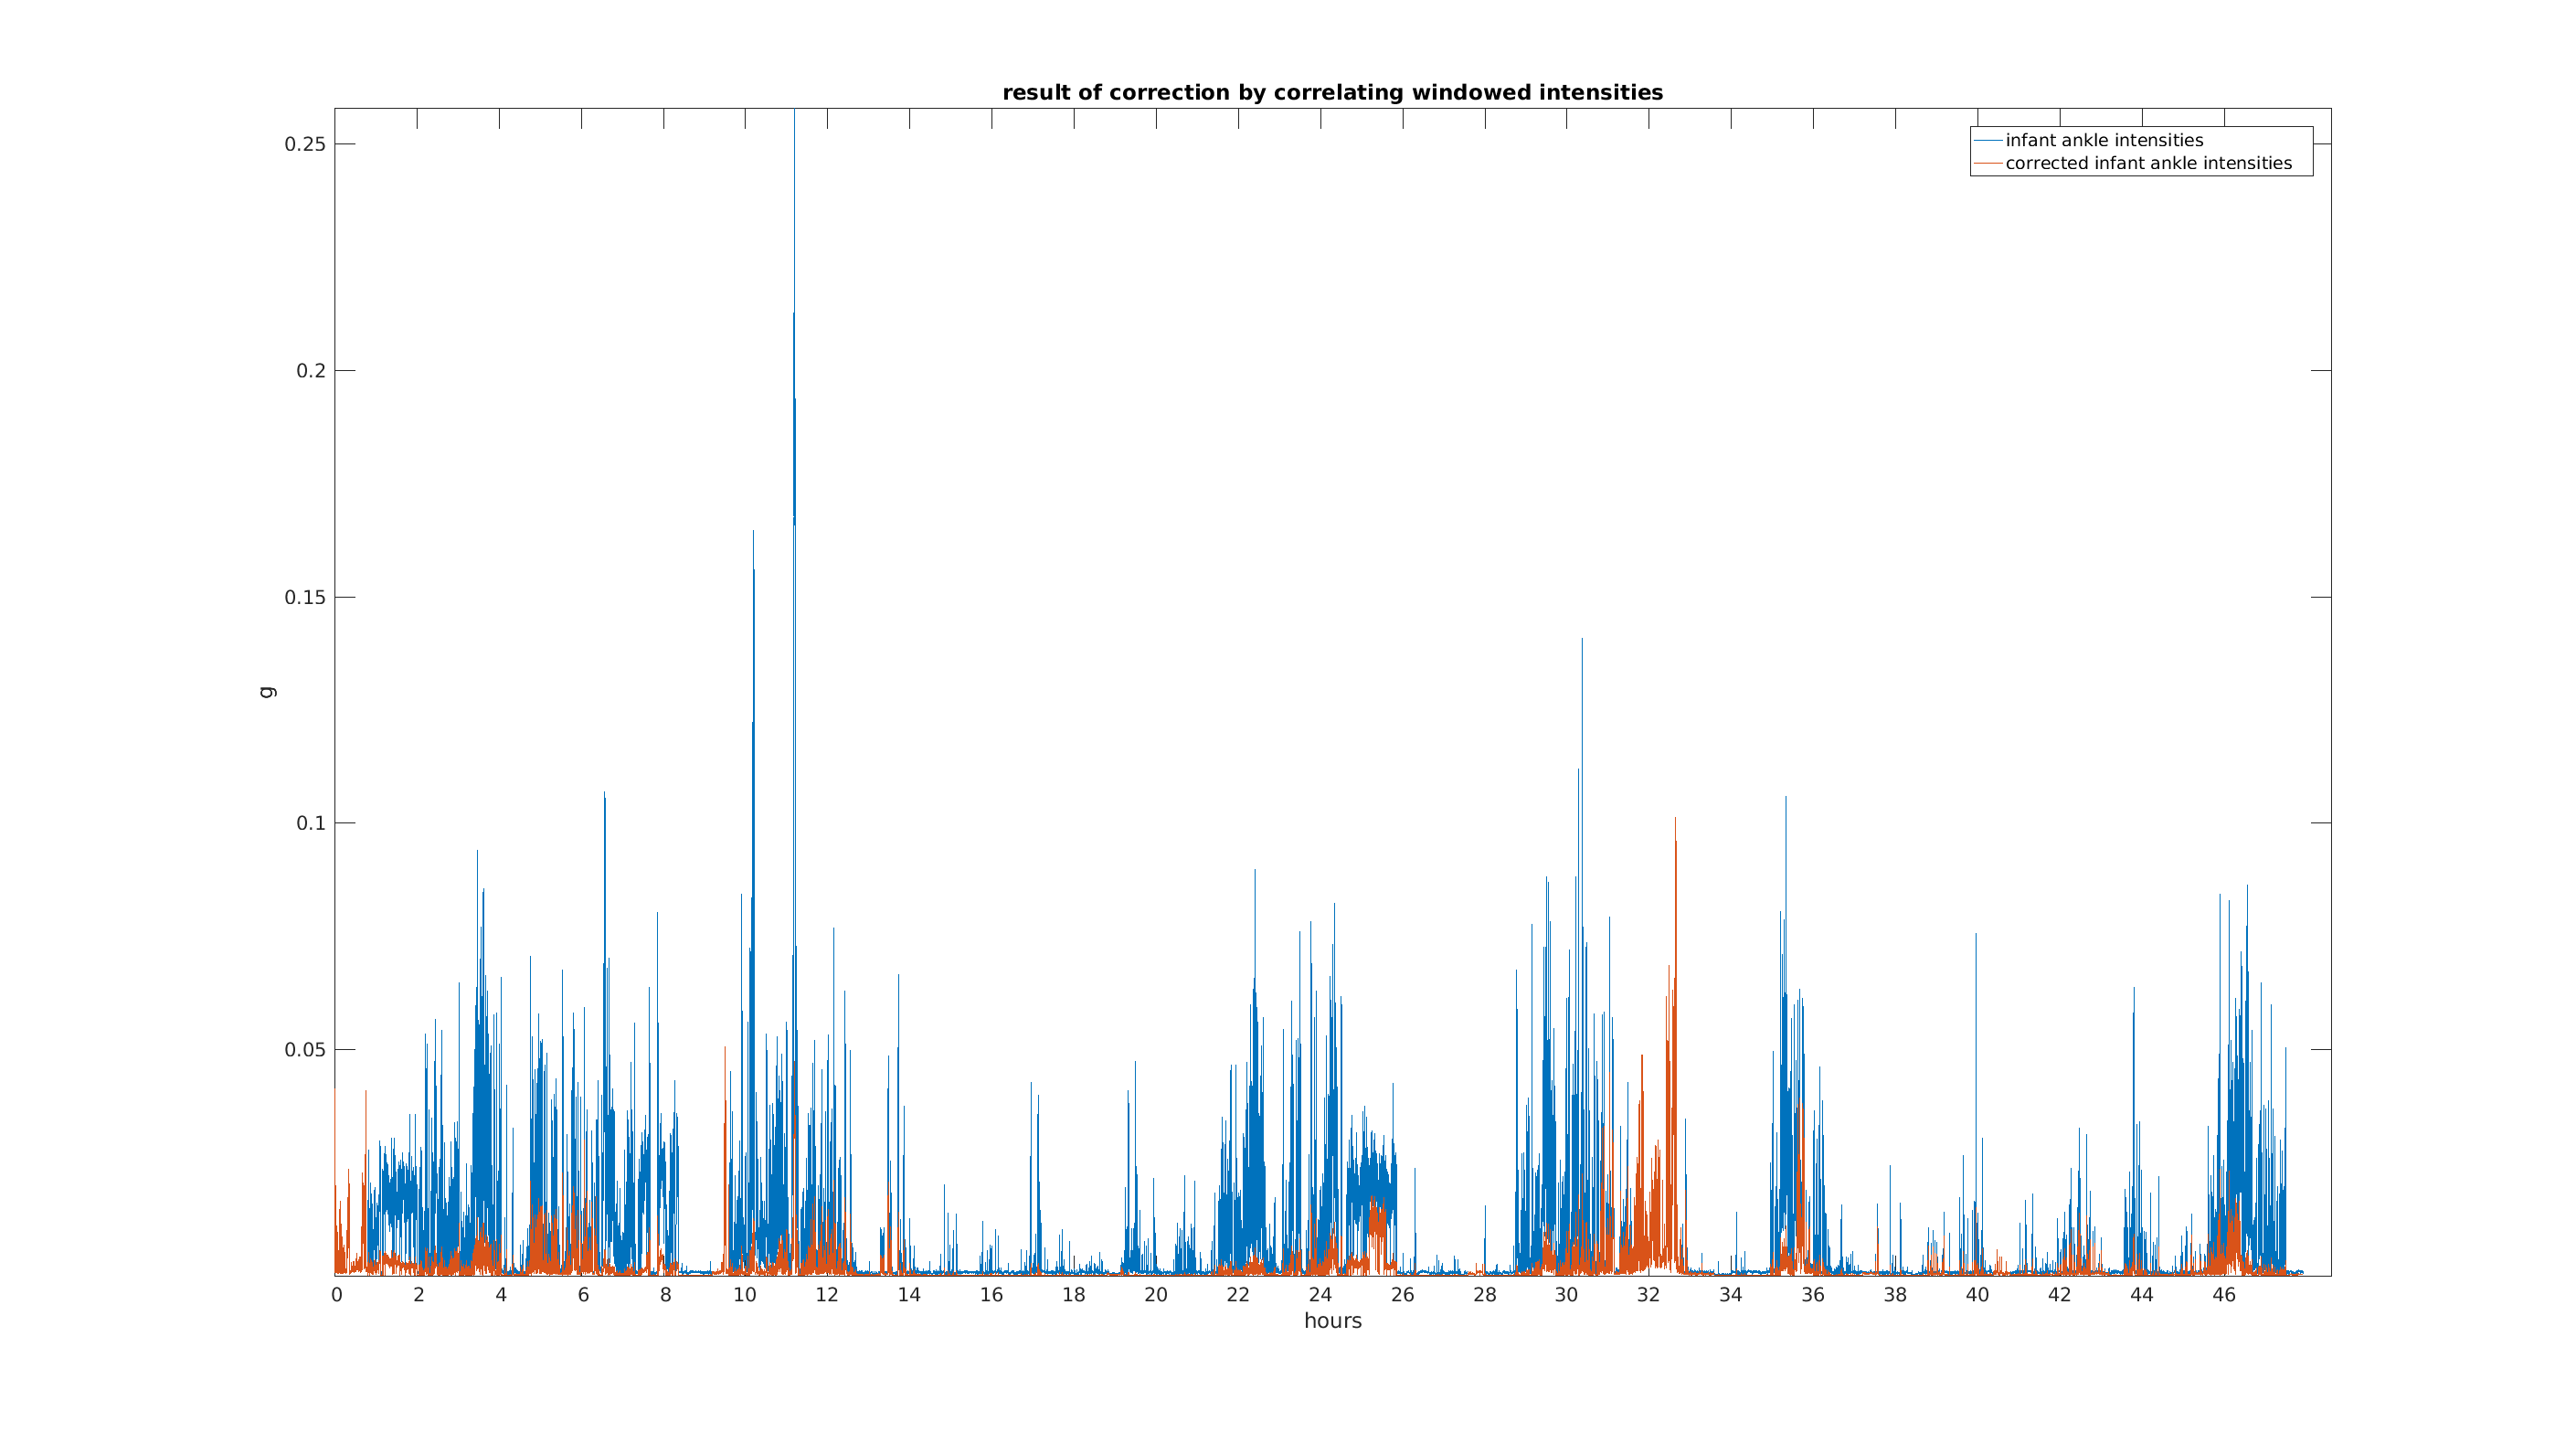 result of correction by correlating windowed intensities
infant ankle intensities
corrected infant ankle intensities
0.25
0.2
0.15
0.1
0.05
g
0 2 4 6 8 10 12 14 16 18 20 22 24 26 28 30 32 34 36 38 40 42 44 46
hours